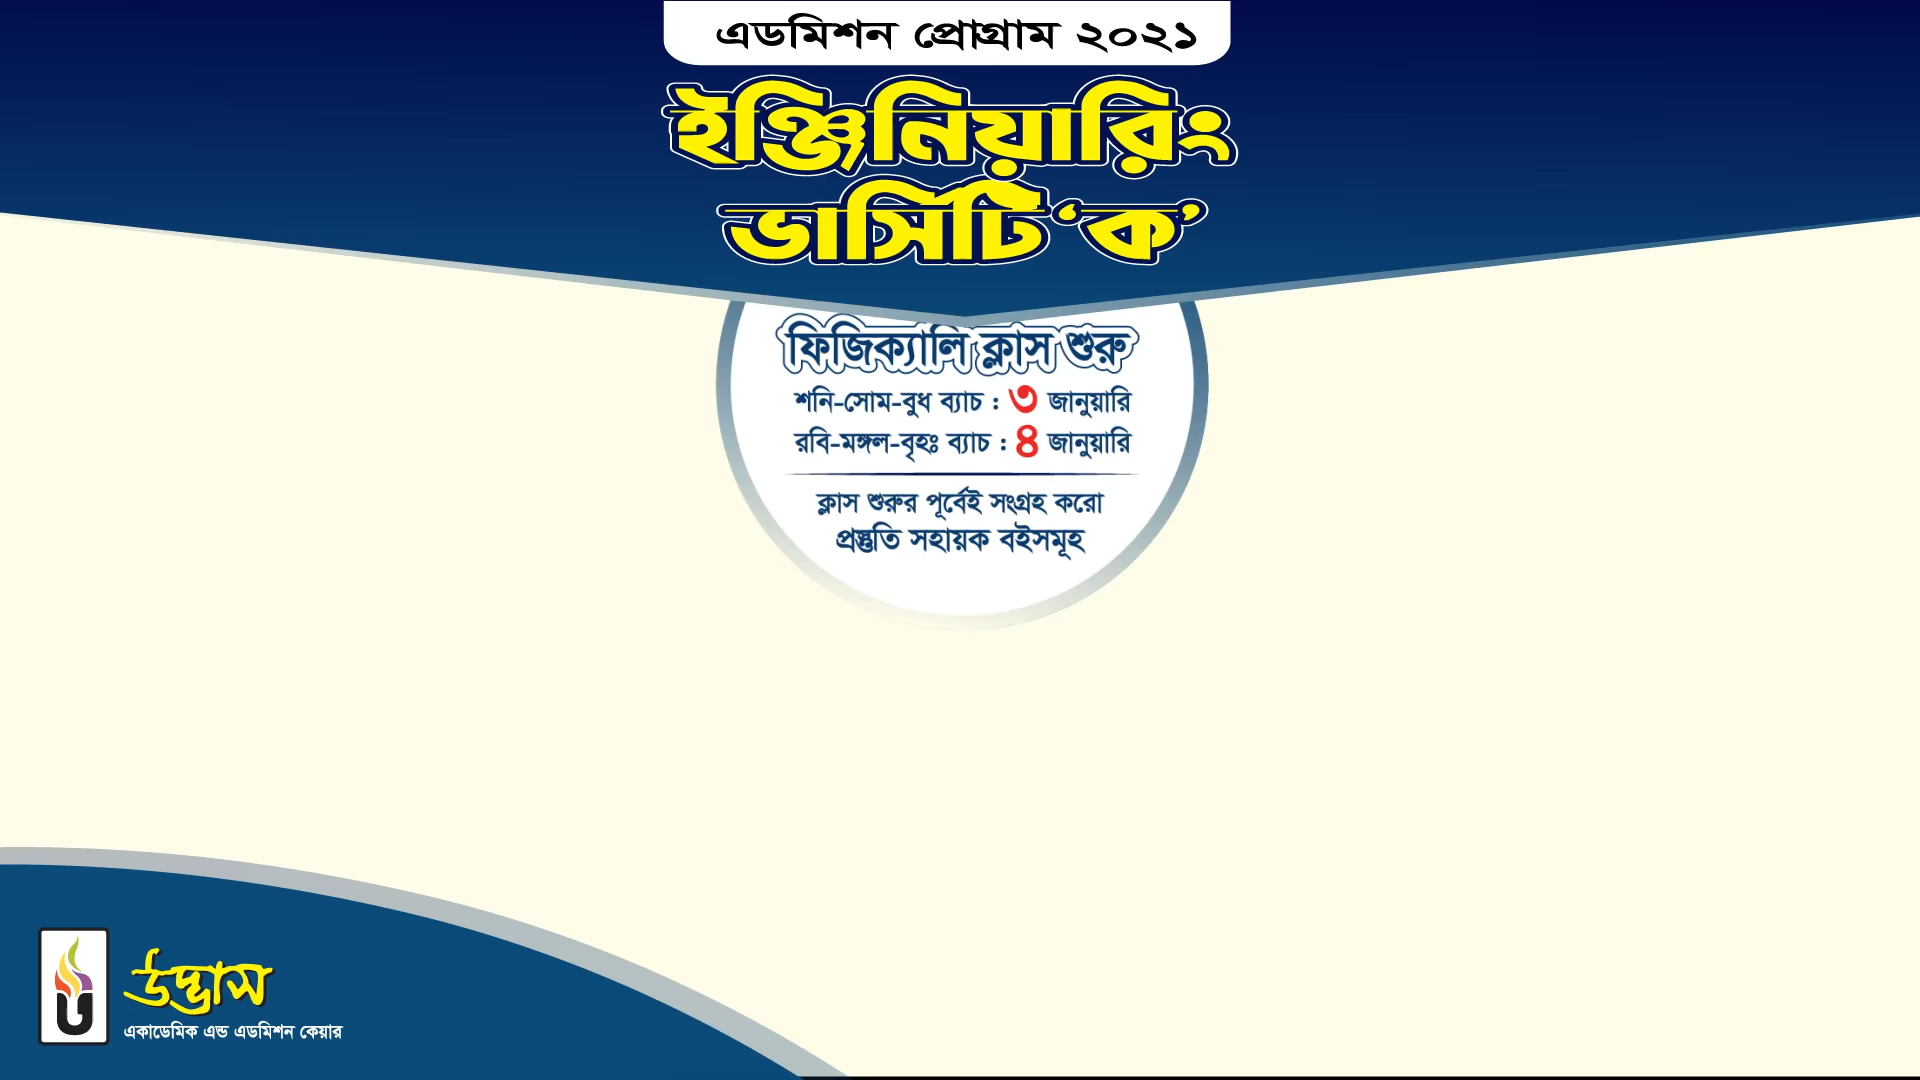 এডমিশন প্রোগ্রাম ২০২১
ইঞ্জিনিয়ারিং
ভার্সিটি ‘ক’
ফিজিক্যালি ক্লাস শুরু
শনি-সোম-বুধ ব্যাচ : ৩ জানুয়ারি
রবি-মঙ্গল-বৃহঃ ব্যাচ : ৪ জানুয়ারি
ক্লাস শুরুর পূর্বেই সংগ্রহ করো
প্রস্তুতি সহায়ক বইসমূহ
উদ্ভাস
একাডেমিক এন্ড এডমিশন কেয়ার